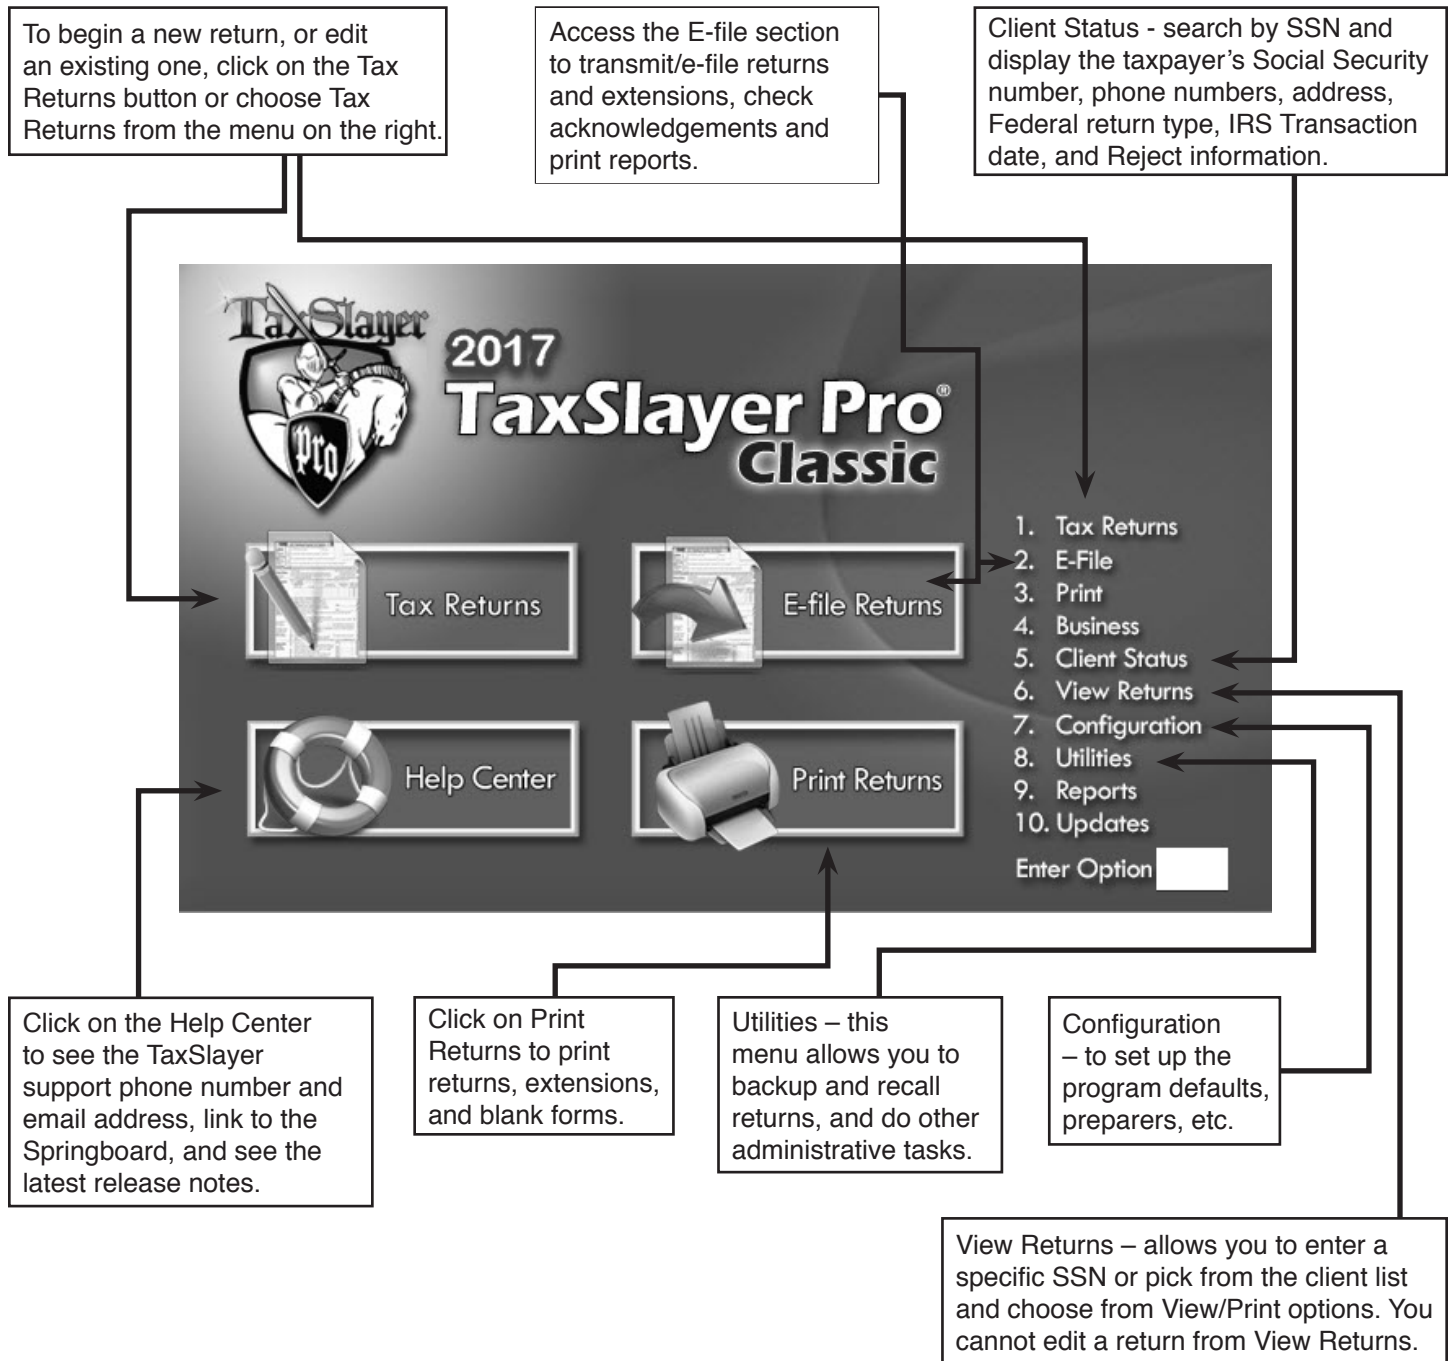 To begin a new return, or edit
an existing one, click on the Tax
Returns button or choose Tax
Returns from the menu on the right.
Access the E-file section
to transmit/e-file returns
and extensions, check
acknowledgements and
print reports.
Client Status - search by SSN and
display the taxpayer's Social Security
number, phone numbers, address,
Federal return type, IRS Transaction
date, and Reject information.
TaxSlayer
Pro
2017
TaxSlayer Pro®
Classic
Tax Returns
E-file Returns
Help Center
Print Returns
1. Tax Returns
2. E-File
3. Print
4. Business
5. Client Status
6. View Returns
7. Configuration
8. Utilities
9. Reports
10. Updates
Enter Option
Click on the Help Center
to see the TaxSlayer
support phone number and
email address, link to the
Springboard, and see the
latest release notes.
Click on Print
Returns to print
returns, extensions,
and blank forms.
Utilities – this
menu allows you to
backup and recall
returns, and do other
administrative tasks.
Configuration
– to set up the
program defaults,
preparers, etc.
View Returns – allows you to enter a
specific SSN or pick from the client list
and choose from View/Print options. You
cannot edit a return from View Returns.